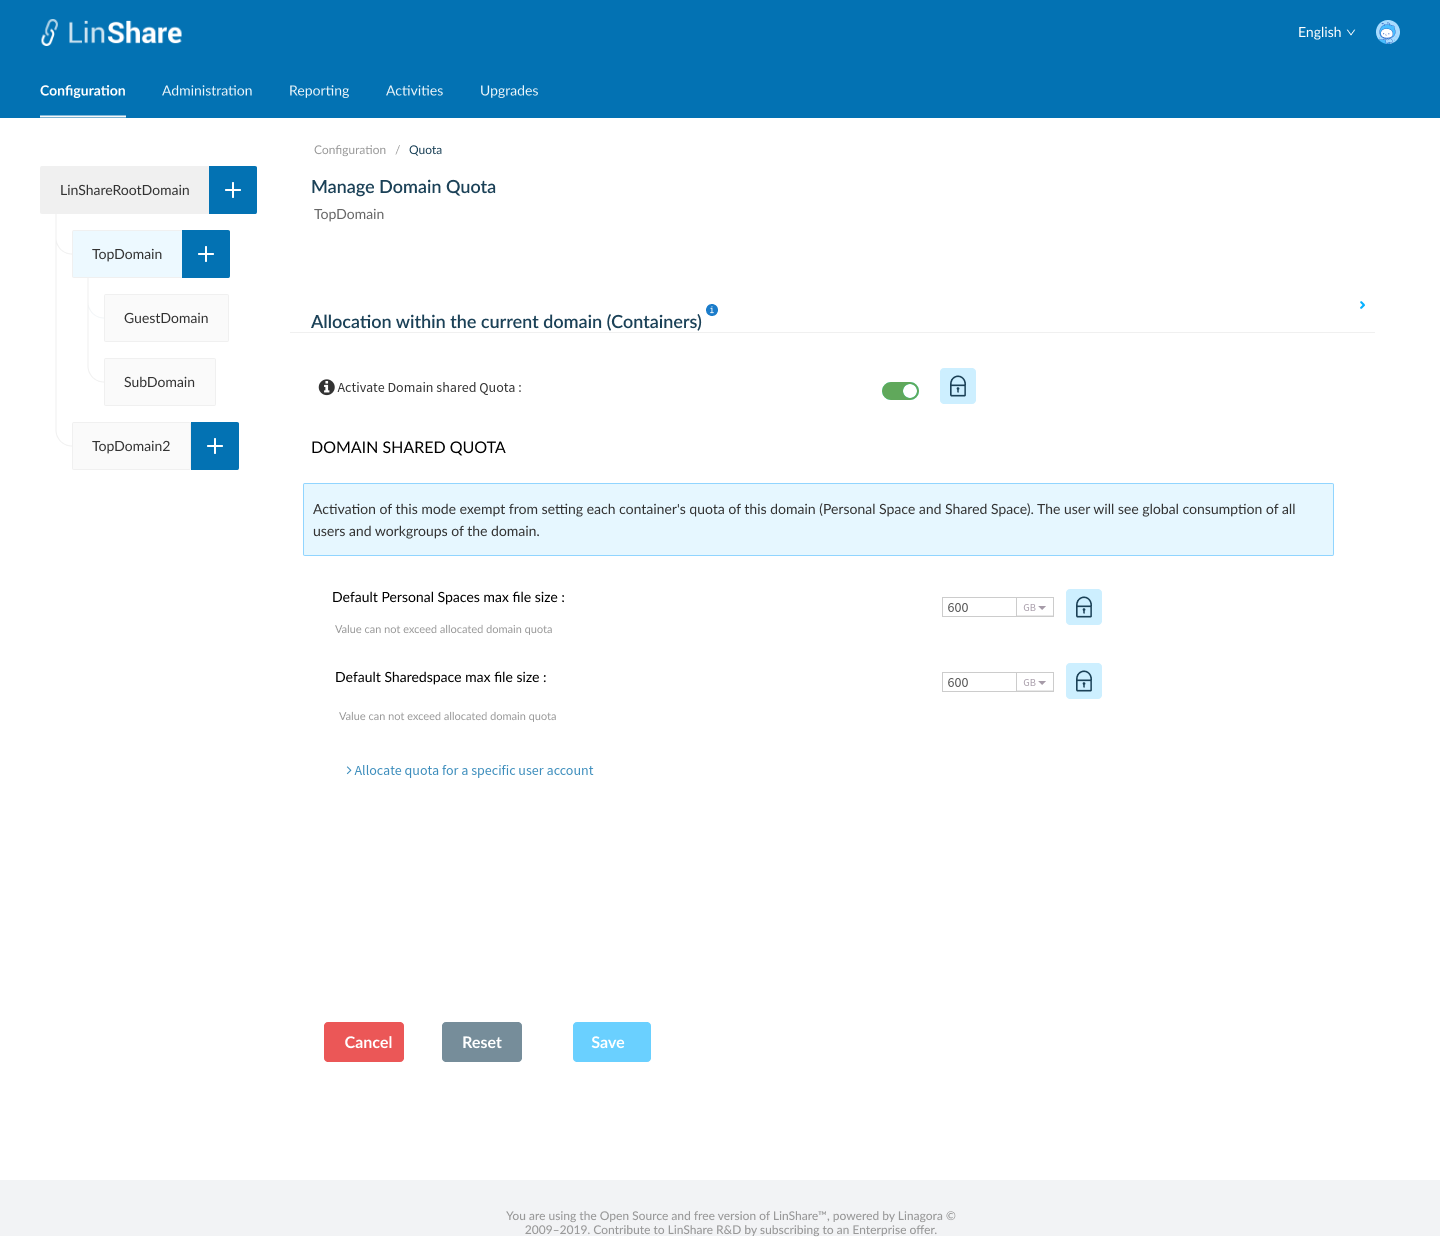 LinShare
English
Configuration Administration Reporting Activities Upgrades
Configuration / Quota
LinShareRootDomain
TopDomain
GuestDomain
SubDomain
TopDomain2
Manage Domain Quota
TopDomain
Allocation within the current domain (Containers)
Activate Domain shared Quota :
DOMAIN SHARED QUOTA
Activation of this mode exempt from setting each container's quota of this domain (Personal Space and Shared Space). The user will see global consumption of all
users and workgroups of the domain.
Default Personal Spaces max file size :
600 GB
Value can not exceed allocated domain quota
Default Sharedspace max file size :
600 GB
Value can not exceed allocated domain quota
> Allocate quota for a specific user account
Cancel Reset Save
You are using the Open Source and free version of LinShare™, powered by Linagora ©
2009–2019. Contribute to LinShare R&D by subscribing to an Enterprise offer.